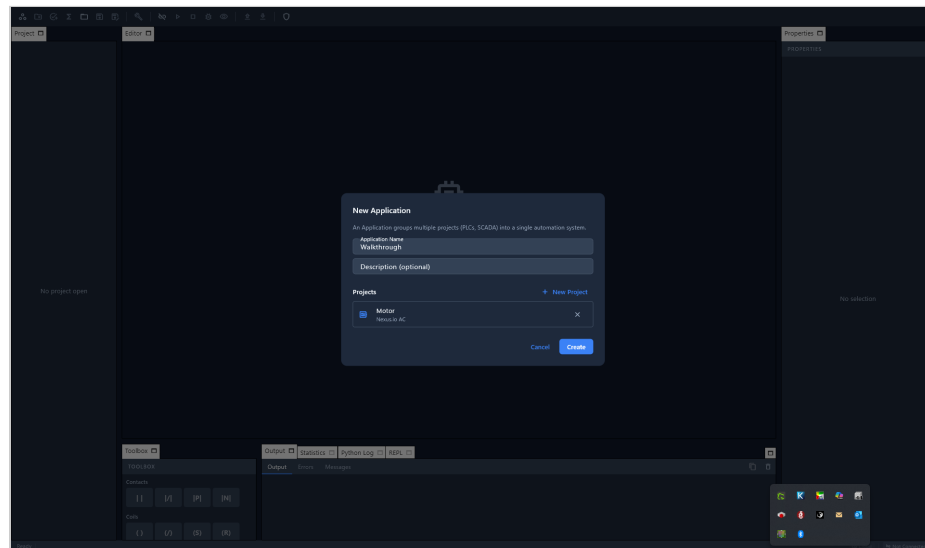 Project
Editor
Properties
PROPERTIES
New Application
An Application groups multiple projects (PLCs, SCADA) into a single automation system.
Application Name
Walkthrough
Description (optional)
Projects
+ New Project
Motor
Nexus.io AC
Cancel
Create
No project open
No selection
Toolbox
Output
Statistics
Python Log
REPL
TOOLBOX
Output
Errors
Messages
Contacts
[ ]
[/]
[P]
[N]
Coils
( )
(/)
(S)
(R)
Ready